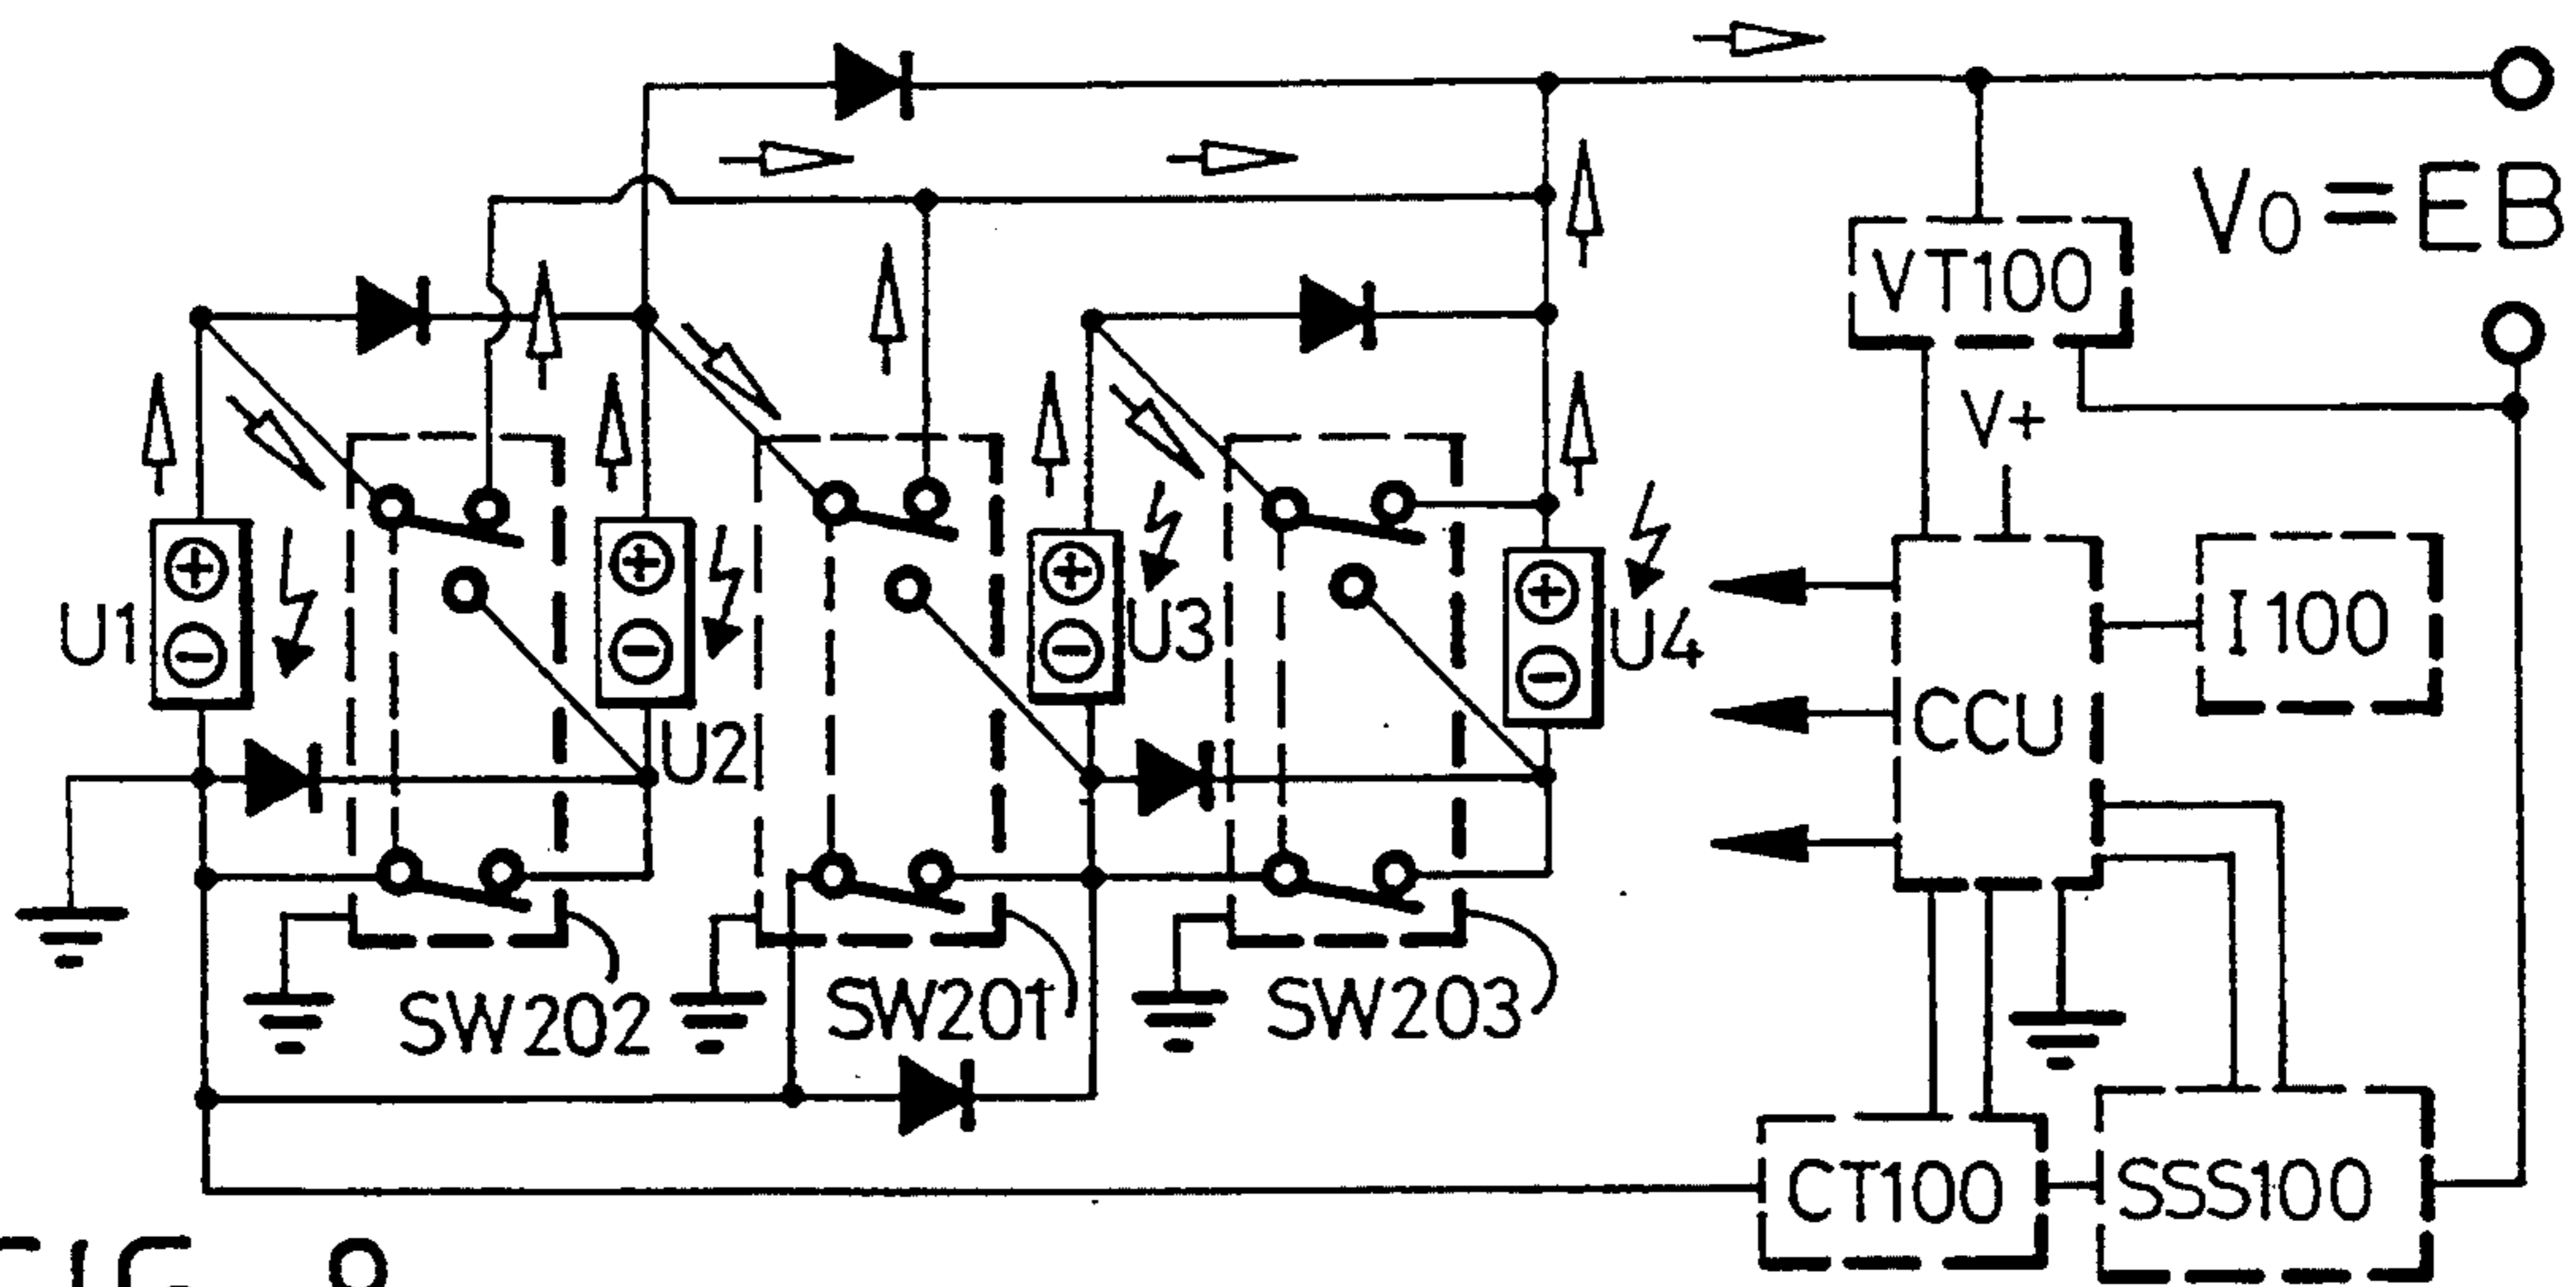 V0=EB
VT100
V+
U1
U2
U3
U4
CCU
I100
SW202
SW201
SW203
CT100
SSS100